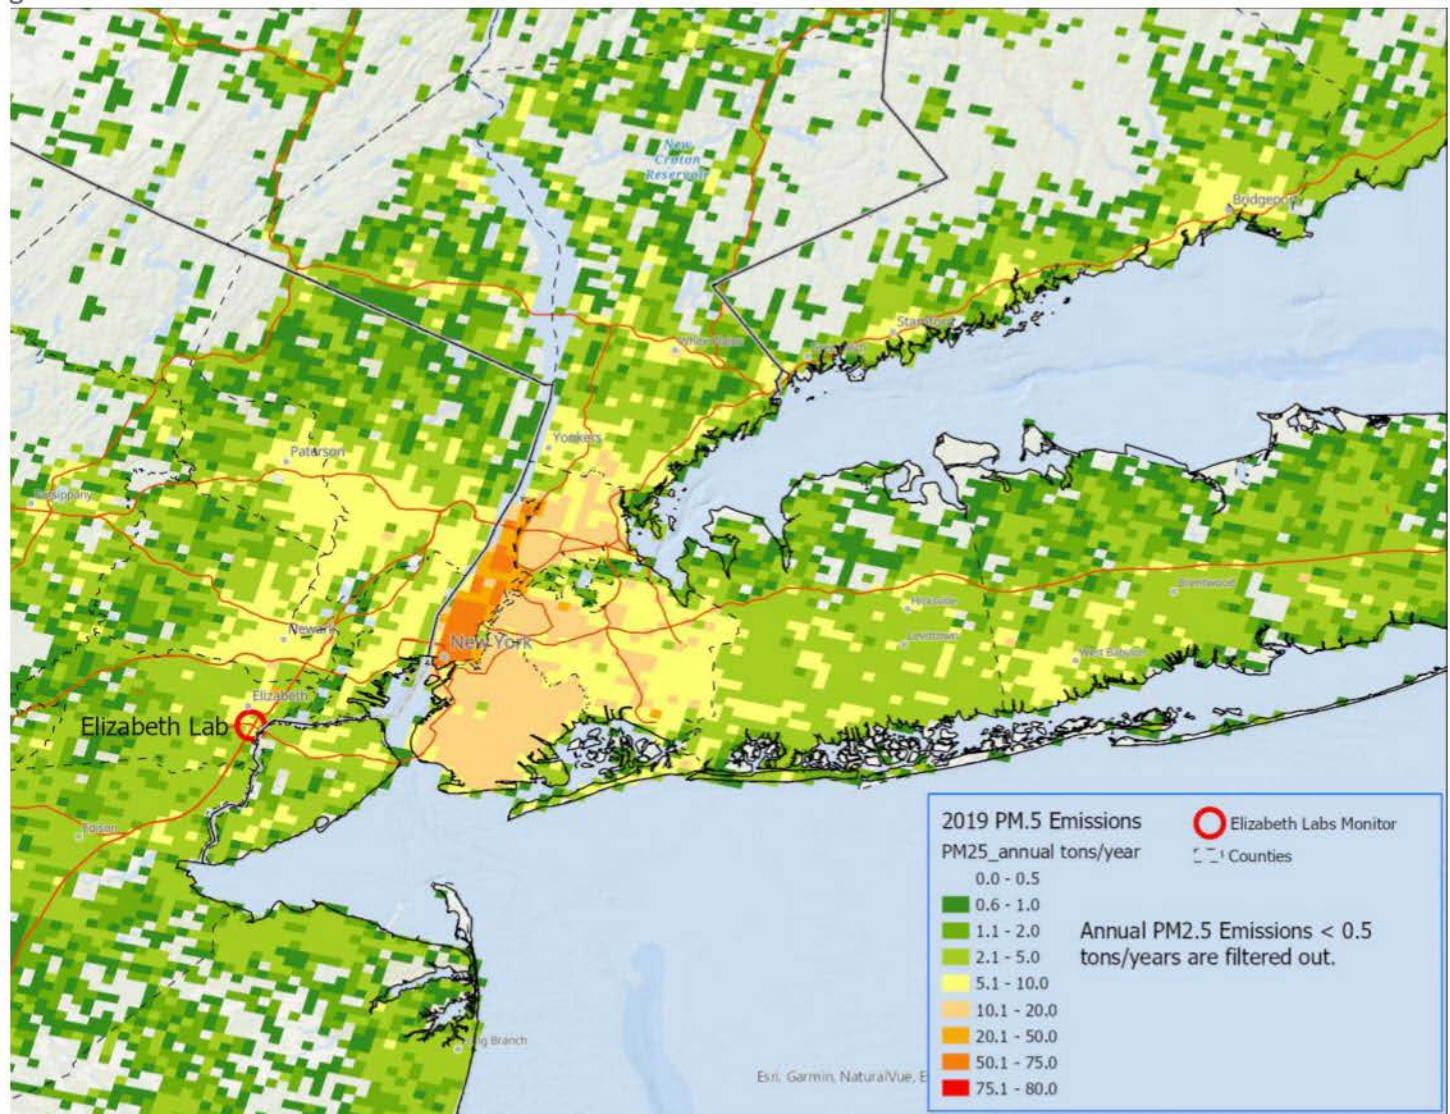 New
Croton
Reservoir
Bridgeport
Stamford
White Plains
Yonkers
Paterson
Parsippany
Brentwood
Hicksville
Levittown
West Babylon
Newark
New York
Elizabeth
Elizabeth Lab
Edison
Long Branch
2019 PM.5 Emissions
PM25_annual tons/year
0.0 - 0.5
0.6 - 1.0
1.1 - 2.0
2.1 - 5.0
5.1 - 10.0
10.1 - 20.0
20.1 - 50.0
50.1 - 75.0
75.1 - 80.0
Elizabeth Labs Monitor
Counties
Annual PM2.5 Emissions < 0.5
tons/years are filtered out.
Esri, Garmin, NaturalVue, E